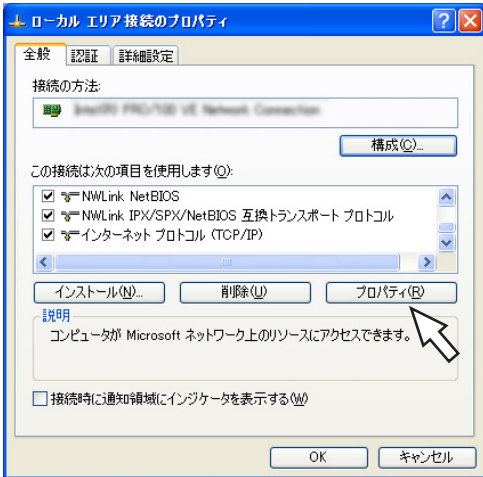 ローカル エリア接続のプロパティ
全般 認証 詳細設定
接続の方法:
Intel(R) PRO/100 VE Network Connection
構成(C)...
この接続は次の項目を使用します(O):
NWLink NetBIOS
NWLink IPX/SPX/NetBIOS 互換トランスポート プロトコル
インターネット プロトコル (TCP/IP)
インストール(N)... 削除(U) プロパティ(R)
説明
コンピュータが Microsoft ネットワーク上のリソースにアクセスできます。
接続時に通知領域にインジケータを表示する(W)
OK キャンセル